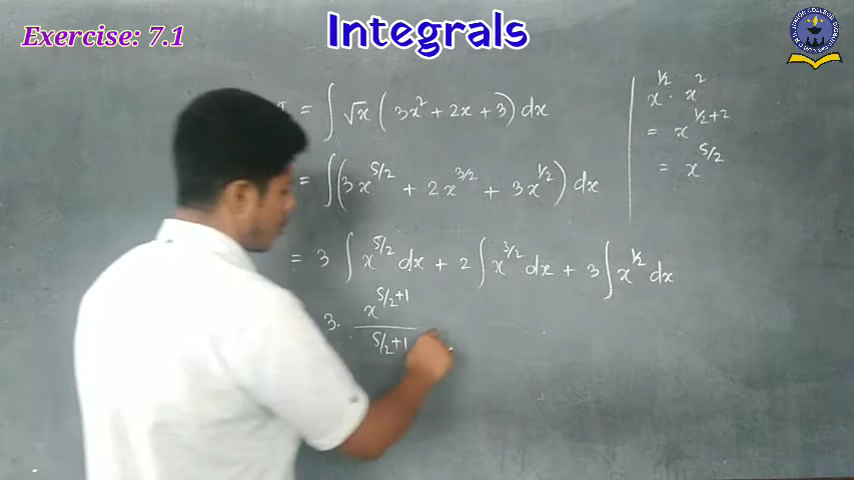 Integrals
Exercise: 7.1
= ∫ √x ( 3x² + 2x + 3 ) dx
= ∫ ( 3x^5/2 + 2x^3/2 + 3x^1/2 ) dx
= 3 ∫ x^5/2 dx + 2 ∫ x^3/2 dx + 3 ∫ x^1/2 dx
3. x^5/2+1 / 5/2+1
x^1/2 . x^2
= x^1/2+2
= x^5/2